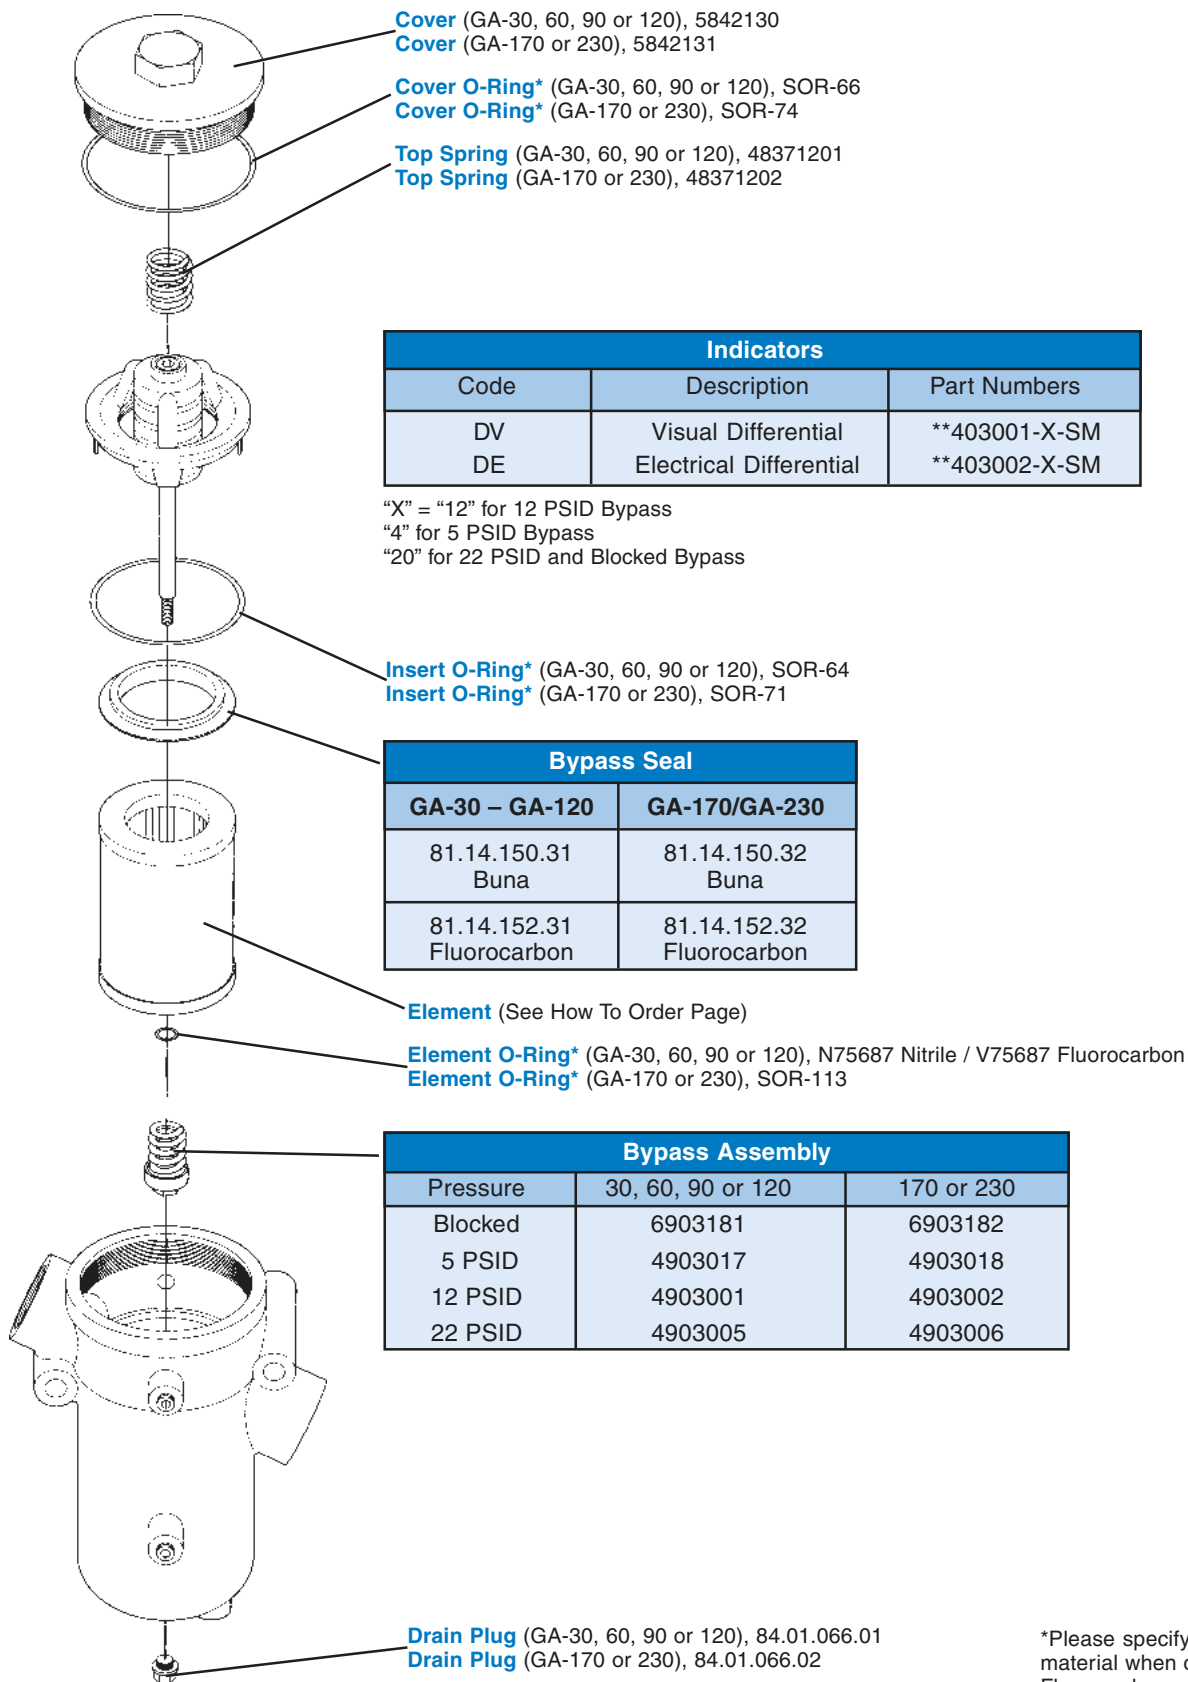 Cover (GA-30, 60, 90 or 120), 5842130
Cover (GA-170 or 230), 5842131
Cover O-Ring* (GA-30, 60, 90 or 120), SOR-66
Cover O-Ring* (GA-170 or 230), SOR-74
Top Spring (GA-30, 60, 90 or 120), 48371201
Top Spring (GA-170 or 230), 48371202
Indicators
Code Description Part Numbers
DV Visual Differential **403001-X-SM
DE Electrical Differential **403002-X-SM
“X” = “12” for 12 PSID Bypass
“4” for 5 PSID Bypass
“20” for 22 PSID and Blocked Bypass
Insert O-Ring* (GA-30, 60, 90 or 120), SOR-64
Insert O-Ring* (GA-170 or 230), SOR-71
Bypass Seal
GA-30 – GA-120 GA-170/GA-230
81.14.150.31 81.14.150.32
Buna Buna
81.14.152.31 81.14.152.32
Fluorocarbon Fluorocarbon
Element (See How To Order Page)
Element O-Ring* (GA-30, 60, 90 or 120), N75687 Nitrile / V75687 Fluorocarbon
Element O-Ring* (GA-170 or 230), SOR-113
Bypass Assembly
Pressure 30, 60, 90 or 120 170 or 230
Blocked 6903181 6903182
5 PSID 4903017 4903018
12 PSID 4903001 4903002
22 PSID 4903005 4903006
Drain Plug (GA-30, 60, 90 or 120), 84.01.066.01
Drain Plug (GA-170 or 230), 84.01.066.02
*Please specify
material when